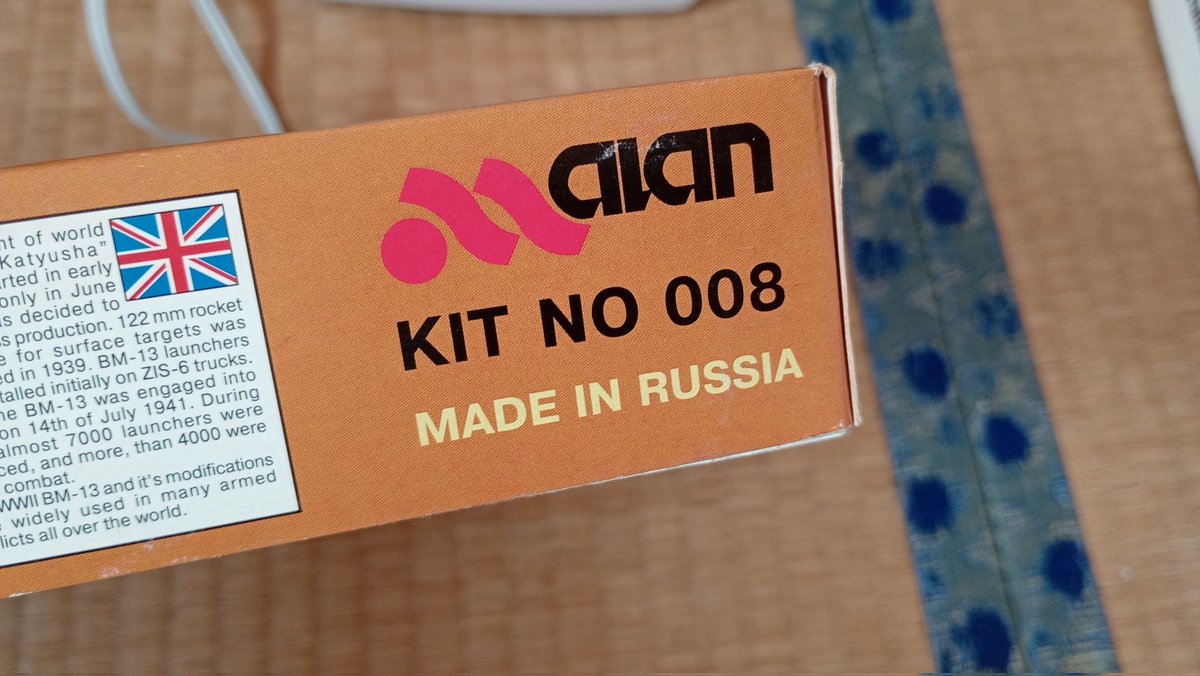 nt of world
Katyusha"
rted in early
only in June
s decided to
s production. 122 mm rocket
e for surface targets was
ed in 1939. BM-13 launchers
talled initially on ZIS-6 trucks.
ne BM-13 was engaged into
on 14th of July 1941. During
almost 7000 launchers were
ced, and more, than 4000 were
combat.
WWII BM-13 and it's modifications
widely used in many armed
licts all over the world.
alan
KIT NO 008
MADE IN RUSSIA